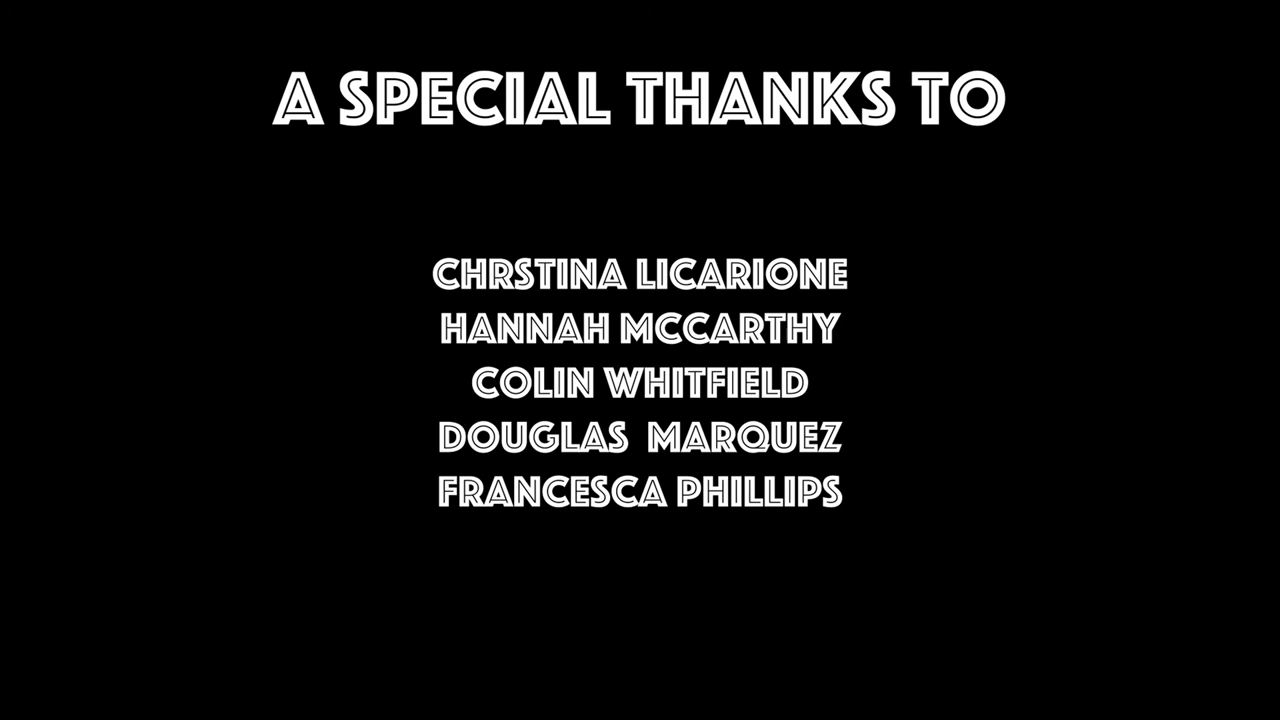 A SPECIAL THANKS TO
CHRSTINA LICARIONE
HANNAH MCCARTHY
COLIN WHITFIELD
DOUGLAS  MARQUEZ
FRANCESCA PHILLIPS